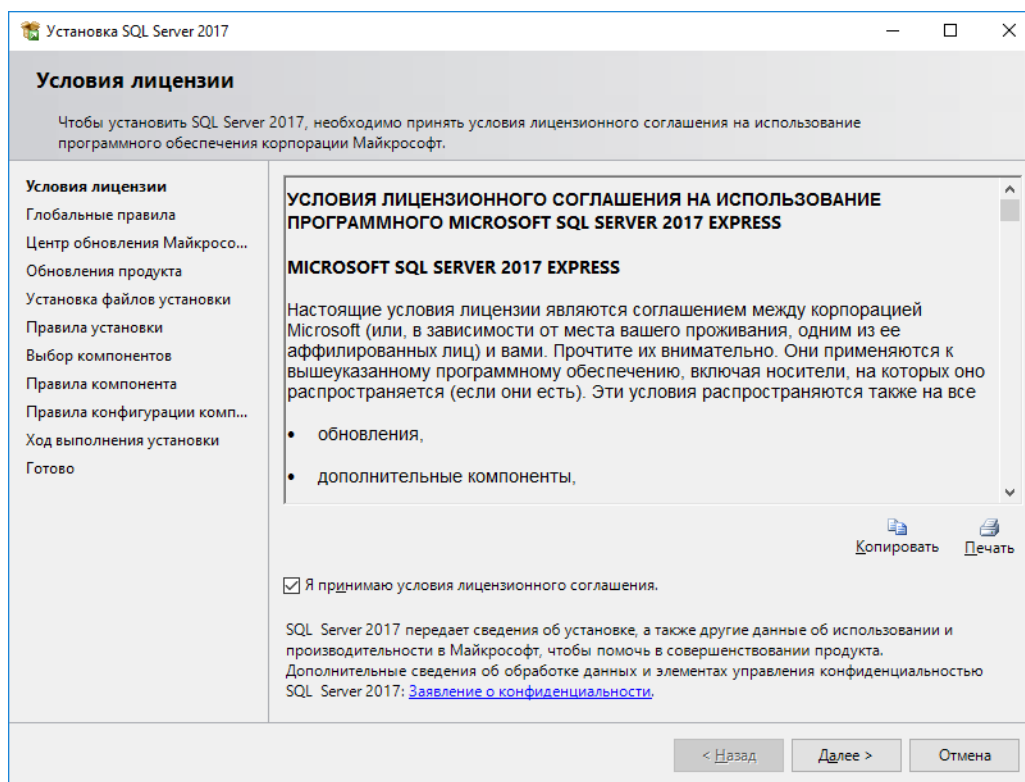 Установка SQL Server 2017
Условия лицензии
Чтобы установить SQL Server 2017, необходимо принять условия лицензионного соглашения на использование
программного обеспечения корпорации Майкрософт.
Условия лицензии
Глобальные правила
Центр обновления Майкросо...
Обновления продукта
Установка файлов установки
Правила установки
Выбор компонентов
Правила компонента
Правила конфигурации комп...
Ход выполнения установки
Готово
УСЛОВИЯ ЛИЦЕНЗИОННОГО СОГЛАШЕНИЯ НА ИСПОЛЬЗОВАНИЕ
ПРОГРАММНОГО MICROSOFT SQL SERVER 2017 EXPRESS
MICROSOFT SQL SERVER 2017 EXPRESS
Настоящие условия лицензии являются соглашением между корпорацией
Microsoft (или, в зависимости от места вашего проживания, одним из ее
аффилированных лиц) и вами. Прочтите их внимательно. Они применяются к
вышеуказанному программному обеспечению, включая носители, на которых оно
распространяется (если они есть). Эти условия распространяются также на все
• обновления,
• дополнительные компоненты,
Копировать
Печать
Я принимаю условия лицензионного соглашения.
SQL Server 2017 передает сведения об установке, а также другие данные об использовании и
производительности в Майкрософт, чтобы помочь в совершенствовании продукта.
Дополнительные сведения об обработке данных и элементах управления конфиденциальностью
SQL Server 2017: Заявление о конфиденциальности.
< Назад
Далее >
Отмена